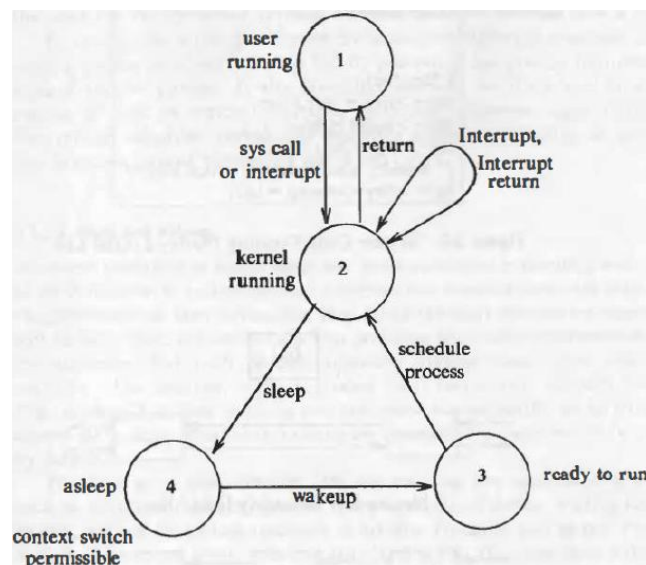 user
running
1
sys call
or interrupt
return
Interrupt,
Interrupt
return
kernel
running
2
schedule
process
sleep
asleep
4
wakeup
3
ready to run
context switch
permissible